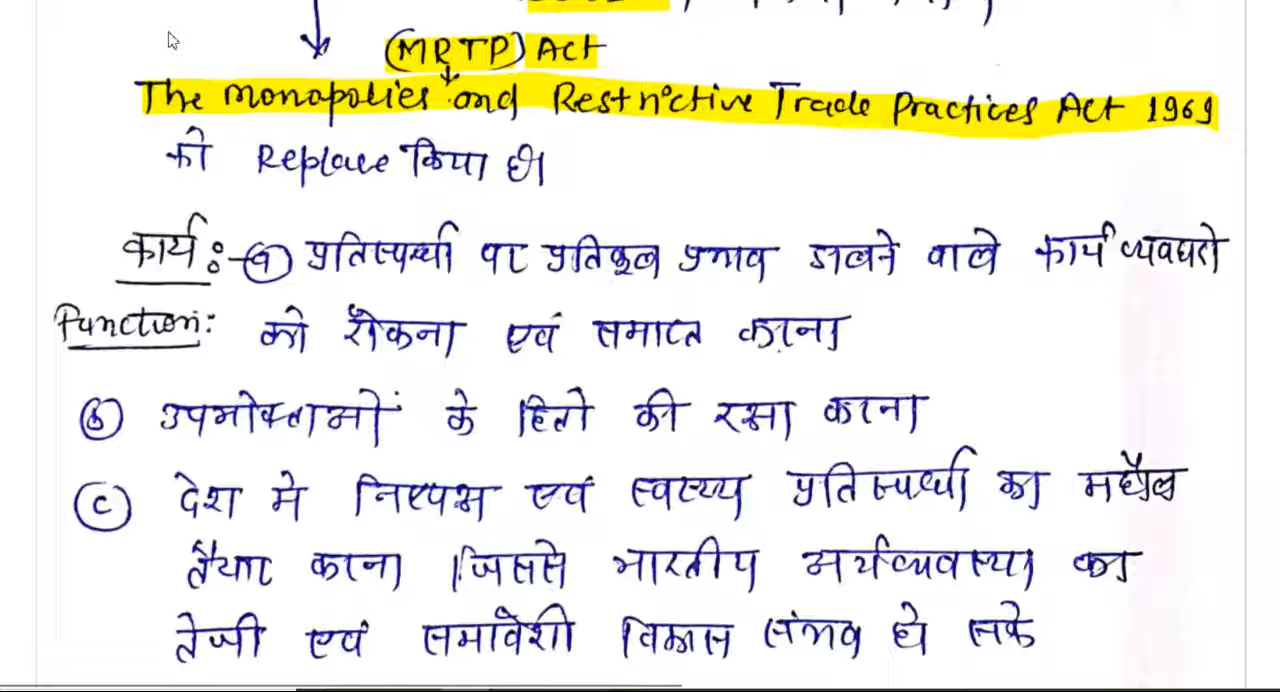 (MRTP) Act
The monopolies and Restrictive Trade Practices Act 1969
को Replace किया है।
कार्य :- (a) प्रतिस्पर्धा पर प्रतिकूल प्रभाव डालने वाले कार्य व्यवहारो
Function: को रोकना एवं समाप्त करना
(b) उपभोक्ताओं के हितो की रक्षा करना
(c) देश मे निष्पक्ष एवं स्वस्थ्य प्रतिस्पर्धा का माहौल
तैयार करना जिससे भारतीय अर्थव्यवस्था का
तेजी एवं समावेशी विकास संभव हो सके